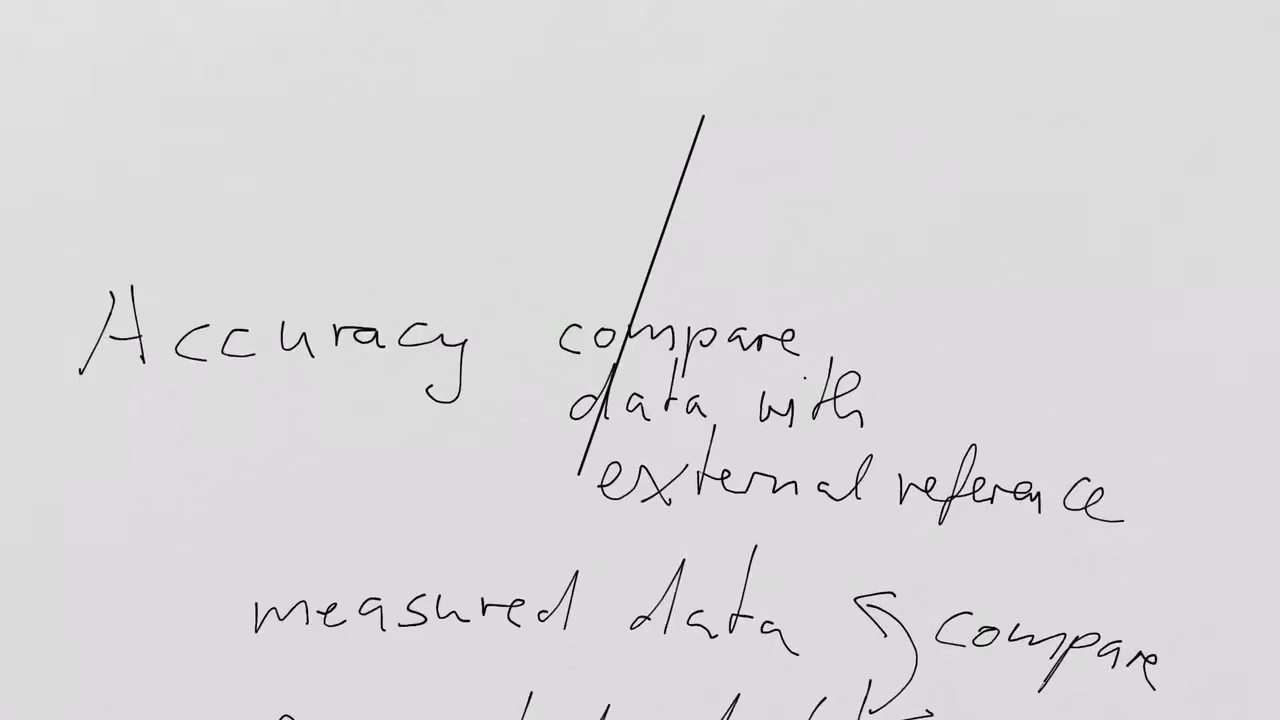 Accuracy compare
data with
external reference
measured data compare